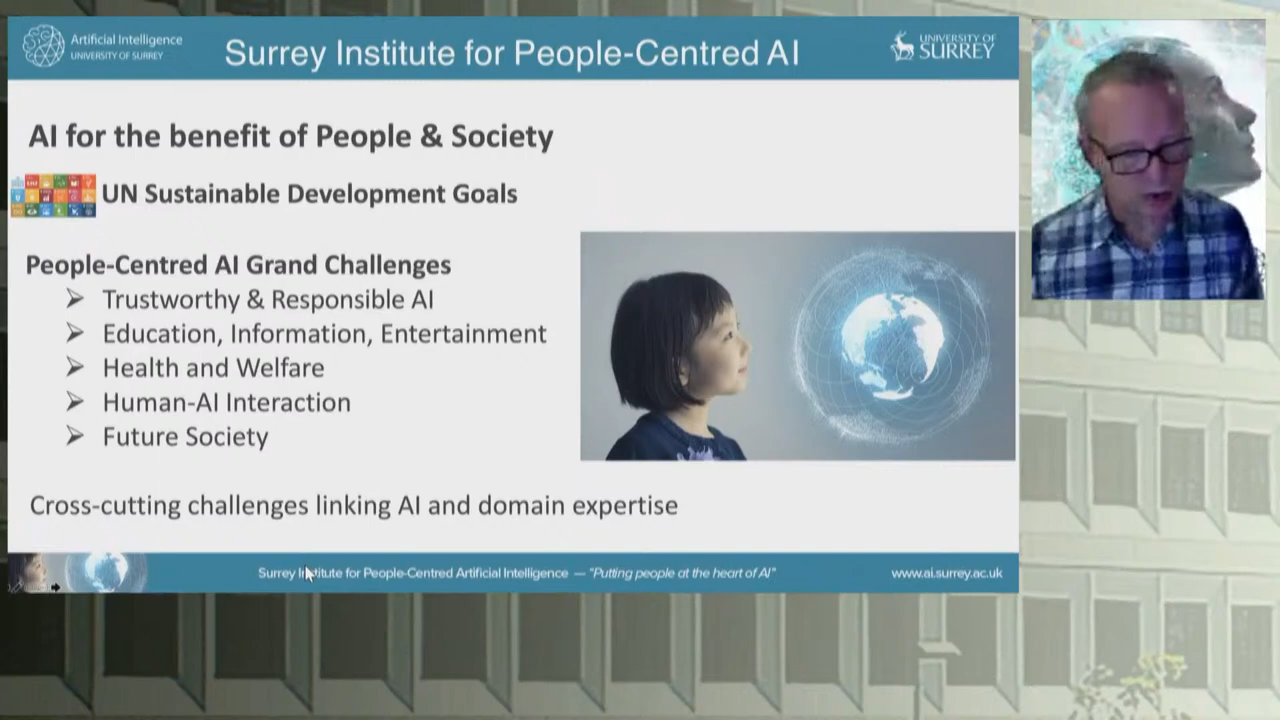 Artificial Intelligence
UNIVERSITY OF SURREY
Surrey Institute for People-Centred AI
UNIVERSITY OF
SURREY
AI for the benefit of People & Society
UN Sustainable Development Goals
People-Centred AI Grand Challenges
Trustworthy & Responsible AI
Education, Information, Entertainment
Health and Welfare
Human-AI Interaction
Future Society
Cross-cutting challenges linking AI and domain expertise
Surrey Institute for People-Centred Artificial Intelligence — "Putting people at the heart of AI"
www.ai.surrey.ac.uk